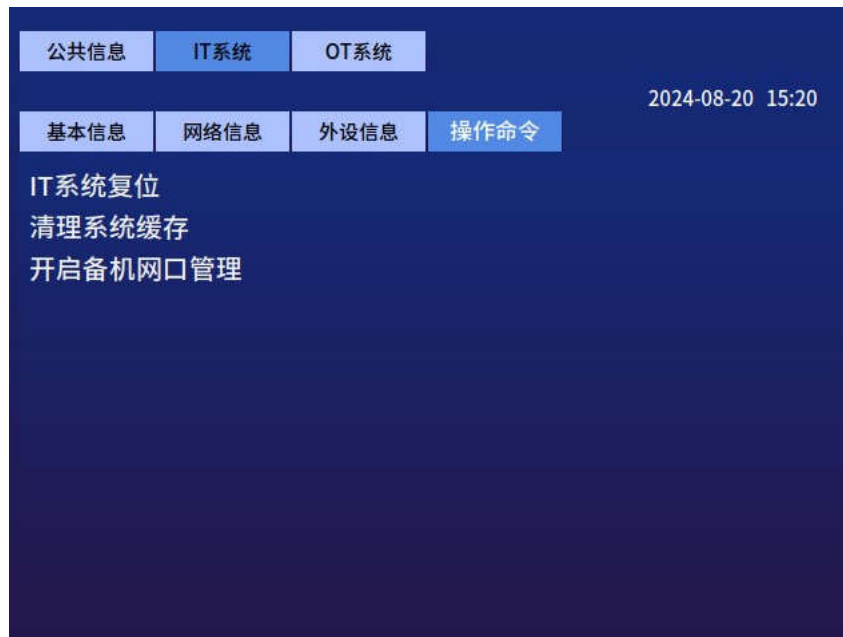 公共信息 IT系统 OT系统
2024-08-20 15:20
基本信息 网络信息 外设信息 操作命令
IT系统复位
清理系统缓存
开启备机网口管理